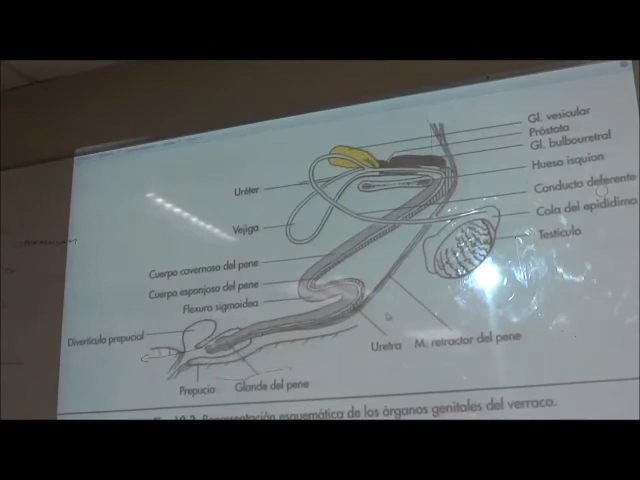 Gl. vesicular
Próstata
Gl. bulbouretral
Hueso isquion
Conducto deferente
Cola del epidídimo
Testículo
Uréter
Vejiga
Cuerpo cavernoso del pene
Cuerpo esponjoso del pene
Flexura sigmoidea
Divertículo prepucial
Prepucio
Glande del pene
Uretra
M. retractor del pene
Representación esquemática de los órganos genitales del verraco.